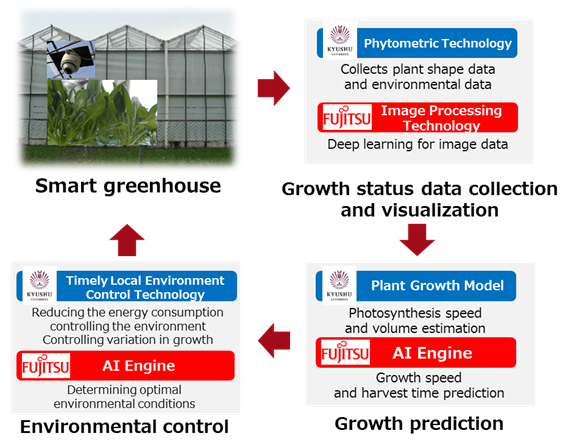 Smart greenhouse
KYUSHU
UNIVERSITY
Phytometric Technology
Collects plant shape data
and environmental data
FUJITSU
Image Processing
Technology
Deep learning for image data
Growth status data collection
and visualization
KYUSHU
UNIVERSITY
Plant Growth Model
Photosynthesis speed
and volume estimation
FUJITSU
AI Engine
Growth speed
and harvest time prediction
Growth prediction
KYUSHU
UNIVERSITY
Timely Local Environment
Control Technology
Reducing the energy consumption
controlling the environment
Controlling variation in growth
FUJITSU
AI Engine
Determining optimal
environmental conditions
Environmental control